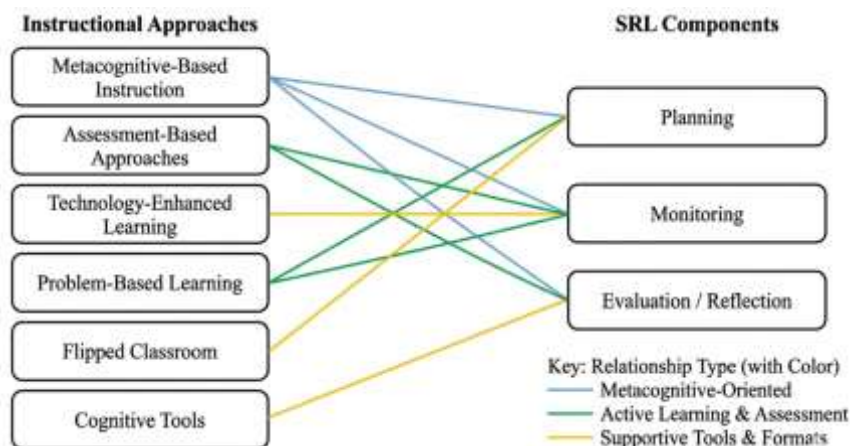 Instructional Approaches
SRL Components
Metacognitive-Based
Instruction
Assessment-Based
Approaches
Technology-Enhanced
Learning
Problem-Based Learning
Flipped Classroom
Cognitive Tools
Planning
Monitoring
Evaluation / Reflection
Key: Relationship Type (with Color)
Metacognitive-Oriented
Active Learning & Assessment
Supportive Tools & Formats